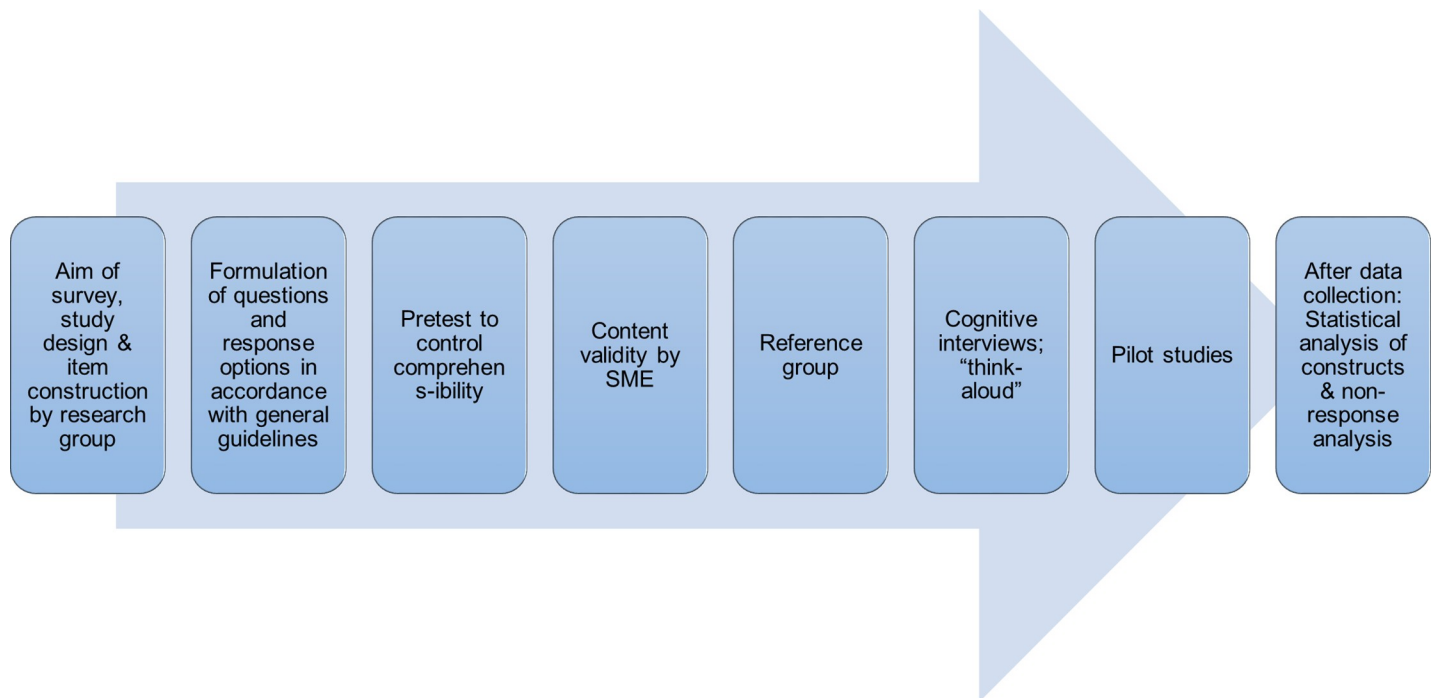 Aim of
survey,
study
design &
item
construction
by research
group
Formulation
of questions
and
response
options in
accordance
with general
guidelines
Pretest to
control
comprehen
s-ibility
Content
validity by
SME
Reference
group
Cognitive
interviews;
“think-
aloud”
Pilot studies
After data
collection:
Statistical
analysis of
constructs
& non-
response
analysis